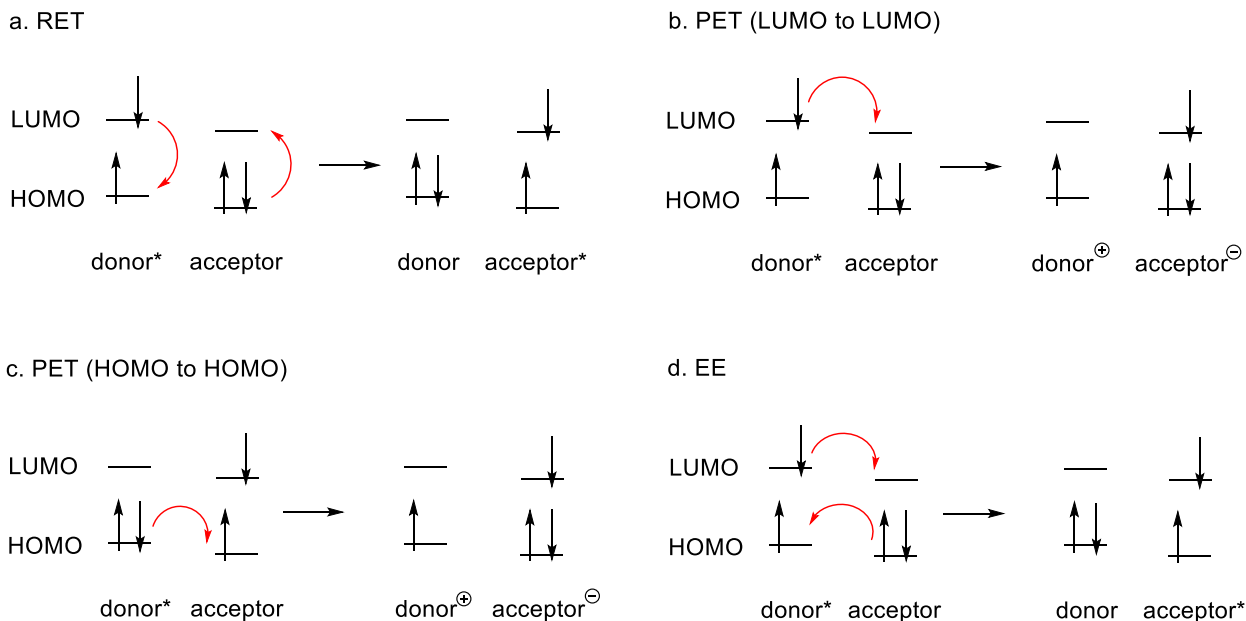 a. RET
LUMO
HOMO
donor* acceptor donor acceptor*
b. PET (LUMO to LUMO)
LUMO
HOMO
donor* acceptor donor⊕ acceptor⊖
c. PET (HOMO to HOMO)
LUMO
HOMO
donor* acceptor donor⊕ acceptor⊖
d. EE
LUMO
HOMO
donor* acceptor donor acceptor*